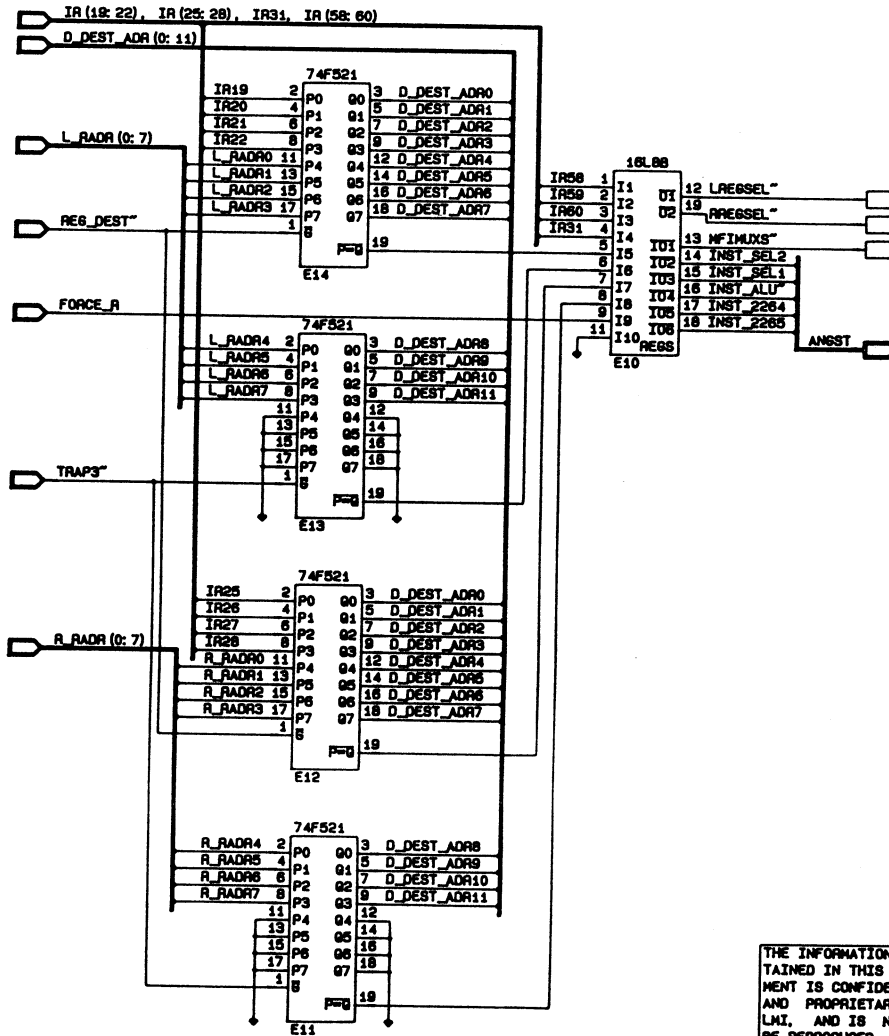 IR (19: 22), IR (25: 28), IR31, IR (58: 60)
D_DEST_ADR (0: 11)
L_RADR (0: 7)
REG_DEST"
FORCE_R
TRAP3"
R_RADR (0: 7)
74F521
IR19 2 P0 Q0 3 D_DEST_ADR0
IR20 4 P1 Q1 5 D_DEST_ADR1
IR21 6 P2 Q2 7 D_DEST_ADR2
IR22 8 P3 Q3 9 D_DEST_ADR3
L_RADR0 11 P4 Q4 12 D_DEST_ADR4
L_RADR1 13 P5 Q5 14 D_DEST_ADR5
L_RADR2 15 P6 Q6 16 D_DEST_ADR6
L_RADR3 17 P7 Q7 18 D_DEST_ADR7
1 G
P=Q 19
E14
74F521
L_RADR4 2 P0 Q0 3 D_DEST_ADR8
L_RADR5 4 P1 Q1 5 D_DEST_ADR9
L_RADR6 6 P2 Q2 7 D_DEST_ADR10
L_RADR7 8 P3 Q3 9 D_DEST_ADR11
11 P4 Q4 12
13 P5 Q5 14
15 P6 Q6 16
17 P7 Q7 18
1 G
P=Q 19
E13
74F521
IR25 2 P0 Q0 3 D_DEST_ADR0
IR26 4 P1 Q1 5 D_DEST_ADR1
IR27 6 P2 Q2 7 D_DEST_ADR2
IR28 8 P3 Q3 9 D_DEST_ADR3
R_RADR0 11 P4 Q4 12 D_DEST_ADR4
R_RADR1 13 P5 Q5 14 D_DEST_ADR5
R_RADR2 15 P6 Q6 16 D_DEST_ADR6
R_RADR3 17 P7 Q7 18 D_DEST_ADR7
1 G
P=Q 19
E12
74F521
R_RADR4 2 P0 Q0 3 D_DEST_ADR8
R_RADR5 4 P1 Q1 5 D_DEST_ADR9
R_RADR6 6 P2 Q2 7 D_DEST_ADR10
R_RADR7 8 P3 Q3 9 D_DEST_ADR11
11 P4 Q4 12
13 P5 Q5 14
15 P6 Q6 16
17 P7 Q7 18
1 G
P=Q 19
E11
16L8B
IR58 1 I1 O1 12 LREGSEL"
IR59 2 I2 O2 19 RREGSEL"
IR60 3 I3
IR31 4 I4 IO1 13 MFIMUXS"
5 I5 IO2 14 INST_SEL2
6 I6 IO3 15 INST_SEL1
7 I7 IO4 16 INST_ALU"
8 I8 IO5 17 INST_2264
9 I9 IO6 18 INST_2265
11 I10 REGS
E10
ANGST
THE INFORMATION
TAINED IN THIS
MENT IS CONFIDE
AND PROPRIETAR
LMI, AND IS N